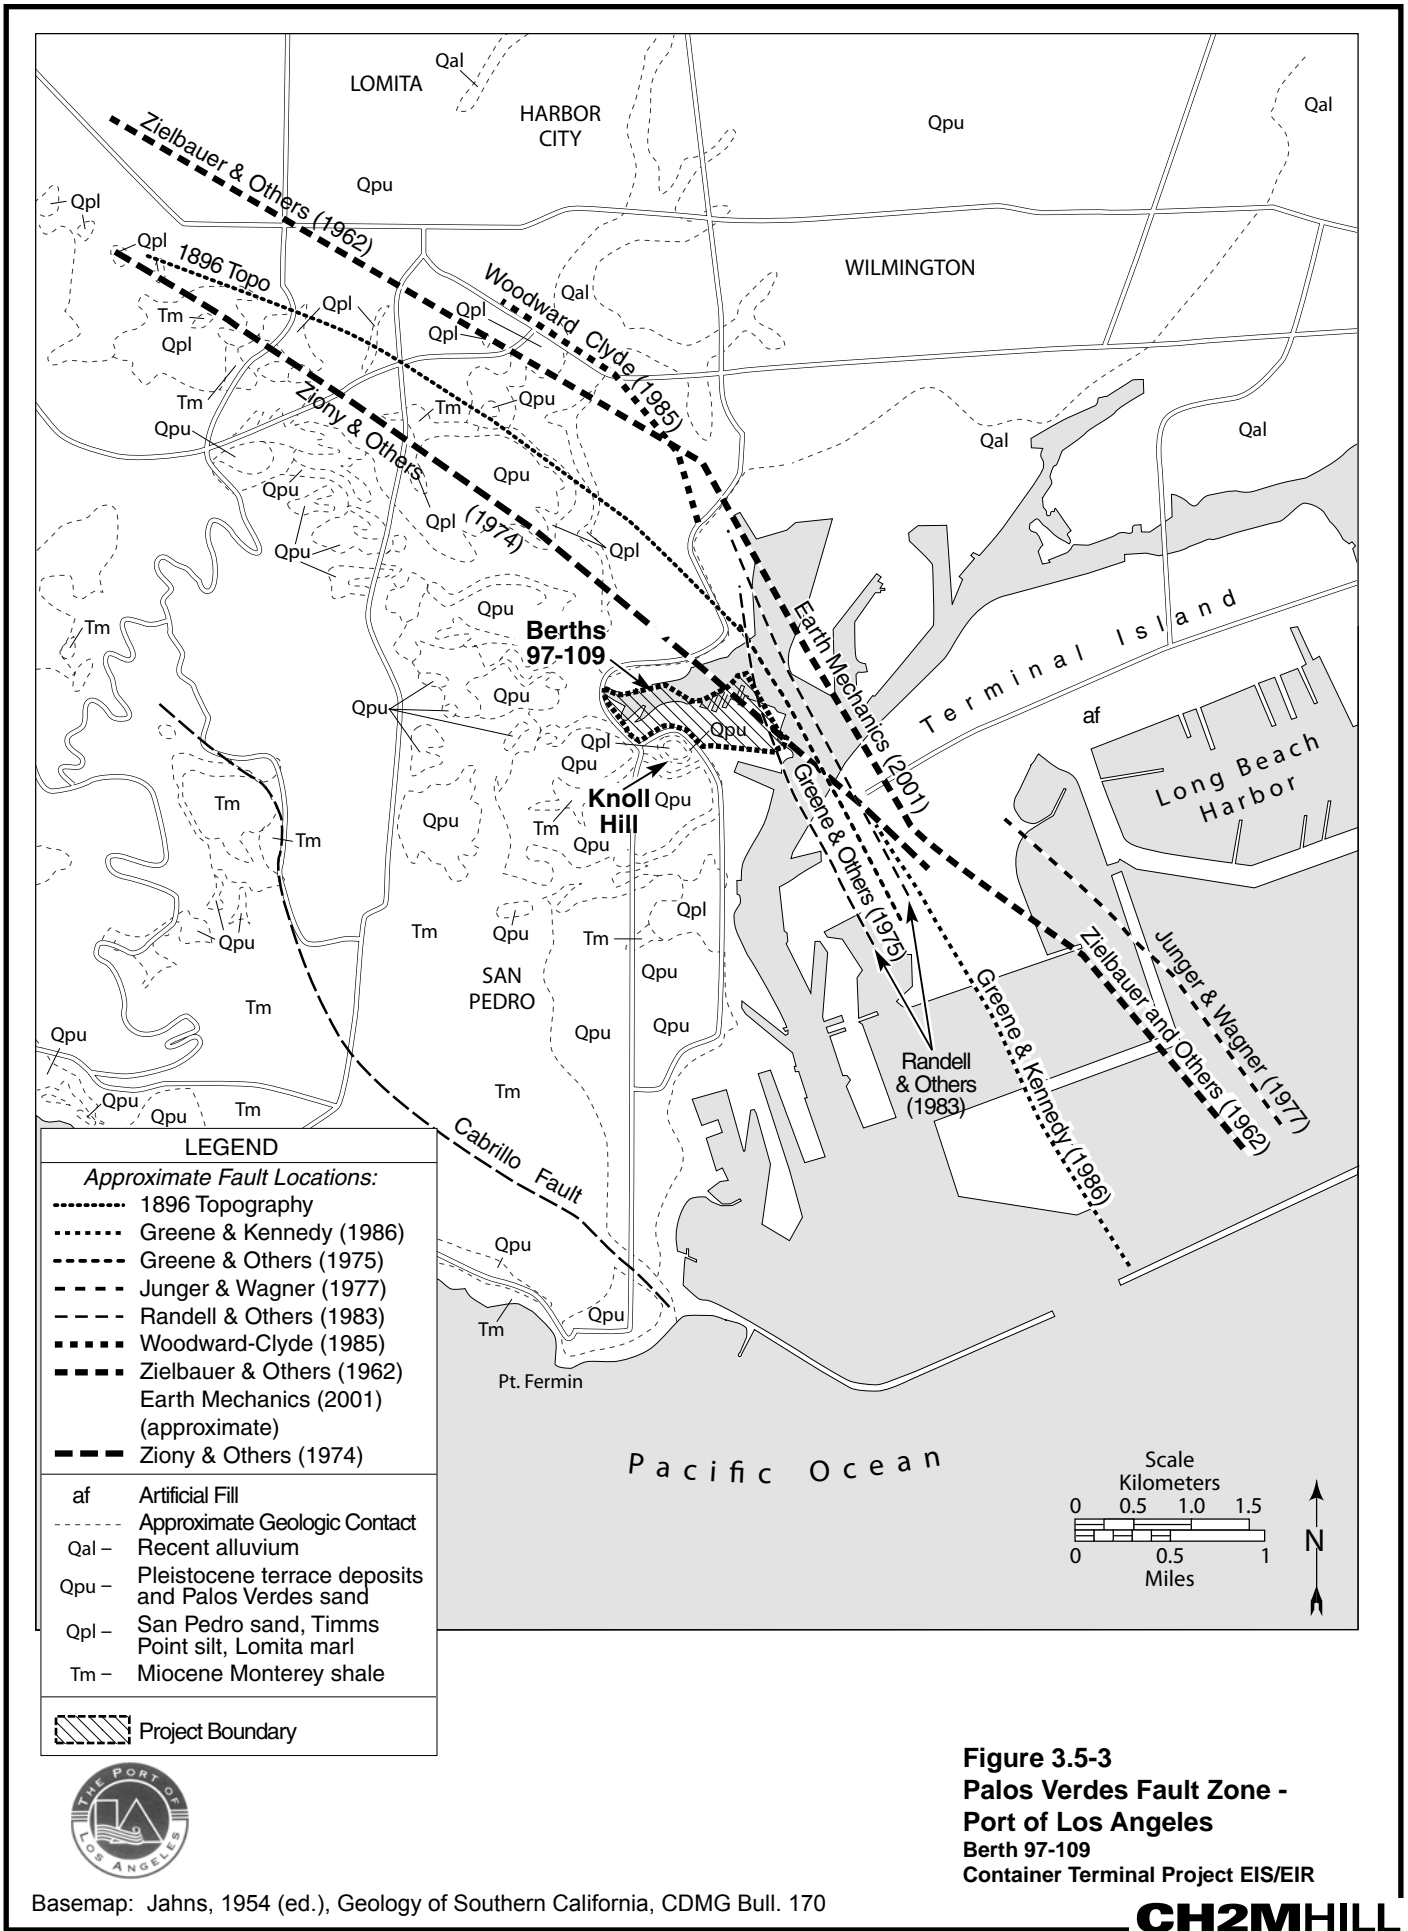 Qal
LOMITA
HARBOR
CITY
Qpu
Qal
Zielbauer & Others (1962)
Qpu
Qpl
Qpl
1896 Topo
WILMINGTON
Woodward Clyde (1985)
Qal
Qpl
Qpl
Qpl
Tm
Qpl
Tm
Ziony & Others (1974)
Tm
Qpu
Qpu
Qal
Qal
Qpu
Qpu
Qpl
Qpu
Qpl
Qpu
Berths
97-109
Tm
Earth Mechanics (2001)
Terminal Island
af
Qpu
Qpu
Qpu
Qpl
Qpu
Long Beach
Harbor
Knoll
Hill
Qpu
Tm
Tm
Qpu
Tm
Qpu
Greene & Others (1975)
Qpl
Qpu
Tm
Qpu
Tm
SAN
PEDRO
Qpu
Tm
Qpu
Qpu
Qpu
Zielbauer and Others (1962)
Junger & Wagner (1977)
Greene & Kennedy (1986)
Randell
& Others
(1983)
Tm
Qpu
Qpu
Tm
Cabrillo Fault
Qpu
Qpu
Tm
Pt. Fermin
Pacific Ocean
LEGEND
Approximate Fault Locations:
1896 Topography
Greene & Kennedy (1986)
Greene & Others (1975)
Junger & Wagner (1977)
Randell & Others (1983)
Woodward-Clyde (1985)
Zielbauer & Others (1962)
Earth Mechanics (2001)
(approximate)
Ziony & Others (1974)
af Artificial Fill
Approximate Geologic Contact
Qal – Recent alluvium
Qpu – Pleistocene terrace deposits
and Palos Verdes sand
Qpl – San Pedro sand, Timms
Point silt, Lomita marl
Tm – Miocene Monterey shale
Project Boundary
Scale
Kilometers
0 0.5 1.0 1.5
0 0.5 1
Miles
N
THE PORT OF
LA
LOS ANGELES
Figure 3.5-3
Palos Verdes Fault Zone -
Port of Los Angeles
Berth 97-109
Container Terminal Project EIS/EIR
Basemap: Jahns, 1954 (ed.), Geology of Southern California, CDMG Bull. 170
CH2MHILL